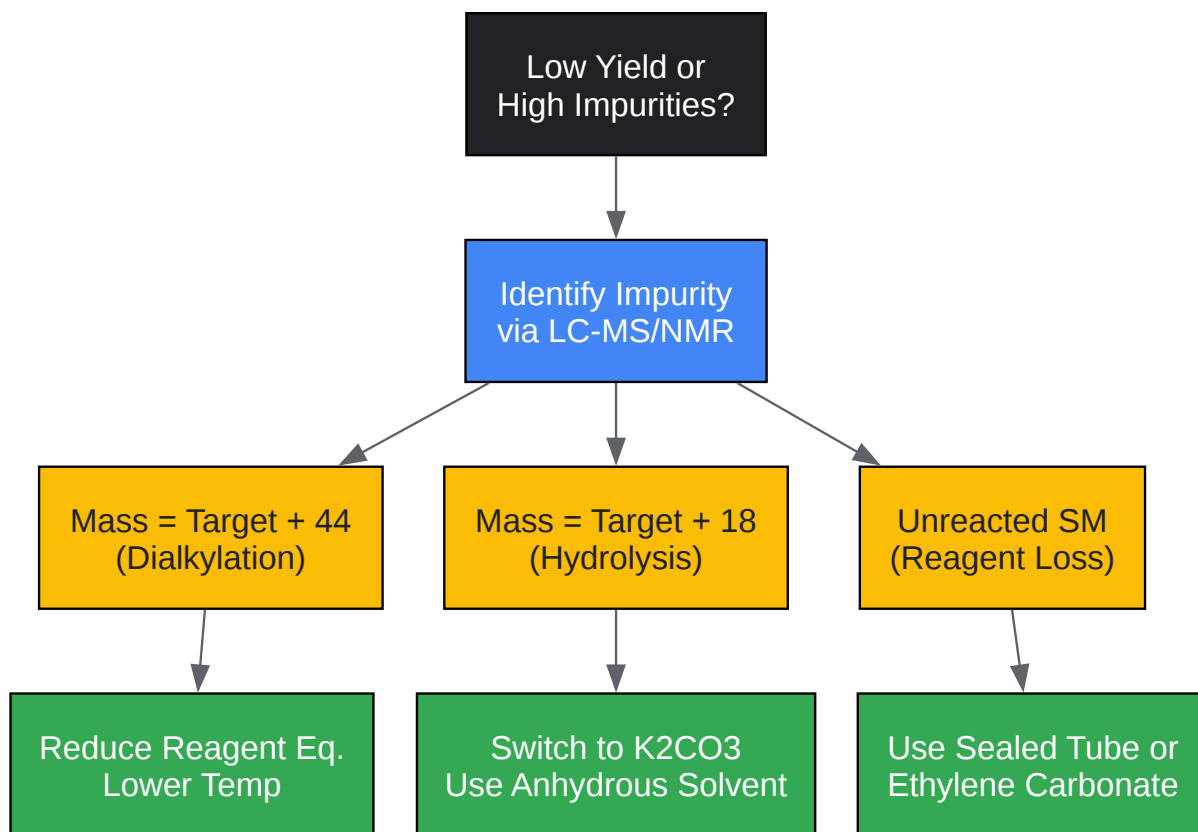 Low Yield or
High Impurities?
Identify Impurity
via LC-MS/NMR
Mass = Target + 44
(Dialkylation)
Mass = Target + 18
(Hydrolysis)
Unreacted SM
(Reagent Loss)
Reduce Reagent Eq.
Lower Temp
Switch to K2CO3
Use Anhydrous Solvent
Use Sealed Tube or
Ethylene Carbonate